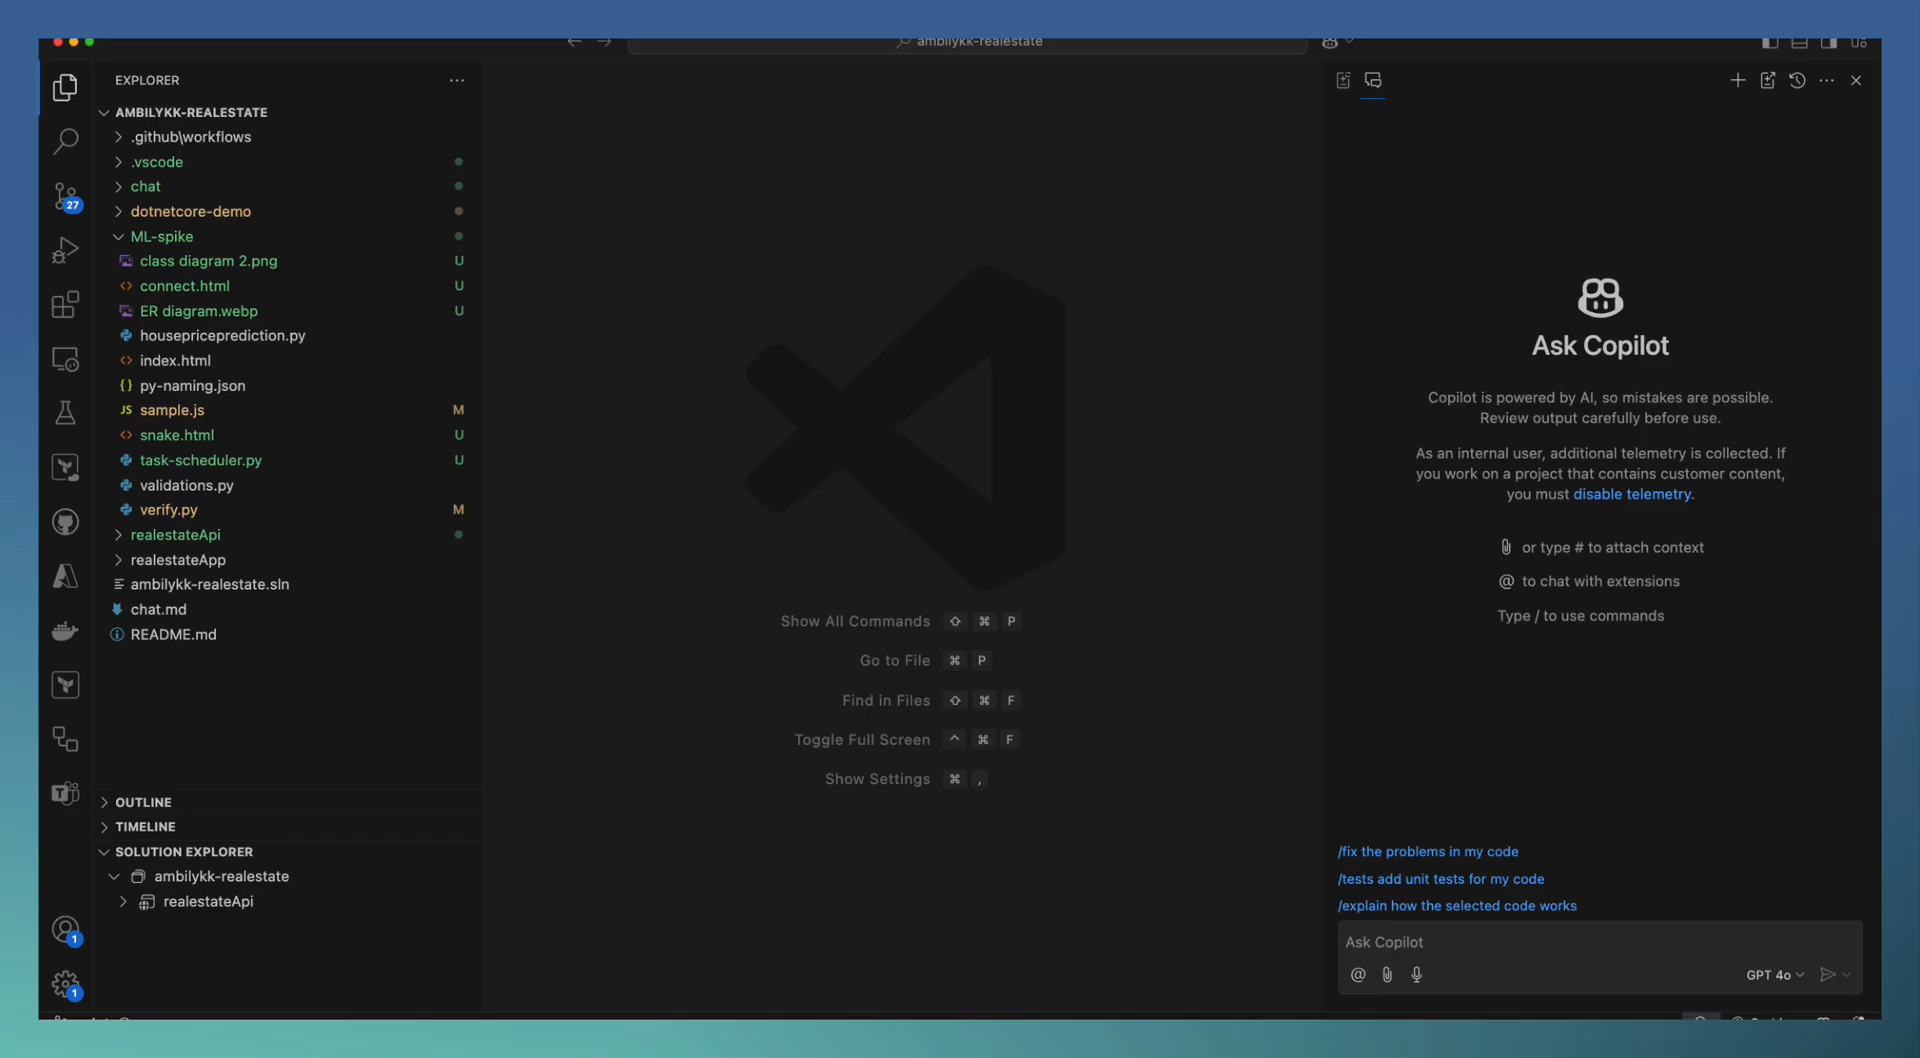 ambilykk-realestate
EXPLORER
AMBILYKK-REALESTATE
.github\workflows
.vscode
chat
dotnetcore-demo
ML-spike
class diagram 2.png U
connect.html U
ER diagram.webp U
housepriceprediction.py
index.html
{} py-naming.json
JS sample.js M
snake.html U
task-scheduler.py U
validations.py
verify.py M
realestateApi
realestateApp
ambilykk-realestate.sln
chat.md
README.md
OUTLINE
TIMELINE
SOLUTION EXPLORER
ambilykk-realestate
realestateApi
27
1
1
Show All Commands ⇧ ⌘ P
Go to File ⌘ P
Find in Files ⇧ ⌘ F
Toggle Full Screen ^ ⌘ F
Show Settings ⌘ ,
Ask Copilot
Copilot is powered by AI, so mistakes are possible.
Review output carefully before use.
As an internal user, additional telemetry is collected. If
you work on a project that contains customer content,
you must disable telemetry.
or type # to attach context
@ to chat with extensions
Type / to use commands
/fix the problems in my code
/tests add unit tests for my code
/explain how the selected code works
Ask Copilot
@ GPT 4o